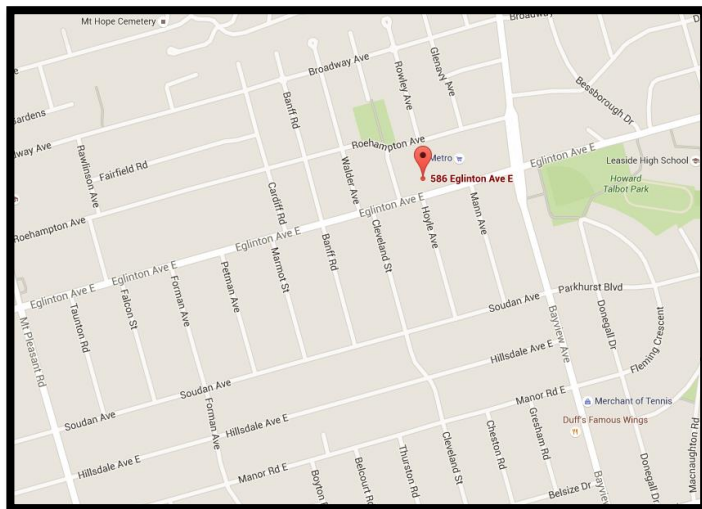 Mt Hope Cemetery
Broadway
Broadway Ave
Glenavy Ave
Rowley Ave
Banff Rd
Bessborough Dr
ardens
way Ave
Rawlinson Ave
Fairfield Rd
Walder Ave
Roehampton Ave
Metro
Eglinton Ave E
Leaside High School
Howard
Talbot Park
586 Eglinton Ave E
Cardiff Rd
Roehampton Ave
Eglinton Ave E
Hoyle Ave
Mann Ave
Cleveland St
Banff Rd
Marmot St
Eglinton Ave E
Petman Ave
Forman Ave
Eglinton Ave E
Falcon St
Eglinton Ave E
Taunton Rd
Mt Pleasant Rd
Soudan Ave
Parkhurst Blvd
Bayview Ave
Donegall Dr
Fleming Crescent
Hillsdale Ave E
Soudan Ave
Manor Rd E
Merchant of Tennis
Duff's Famous Wings
Soudan Ave
Forman Ave
Hillsdale Ave E
Cleveland St
Cheston Rd
Gresham Rd
Macnaughton Rd
Hillsdale Ave E
Manor Rd E
Boyton Rd
Belcourt Rd
Thurston Rd
Belsize Dr
Bayview
Donegall Dr